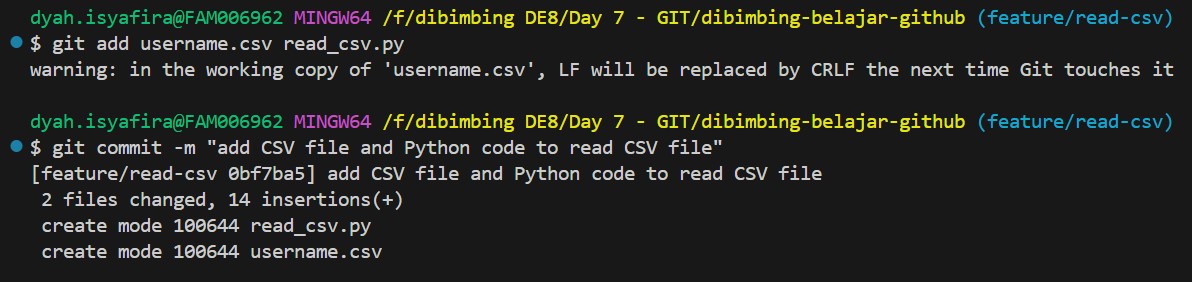 dyah.isyafira@FAM006962 MINGW64 /f/dibimbing DE8/Day 7 - GIT/dibimbing-belajar-github (feature/read-csv)
$ git add username.csv read_csv.py
warning: in the working copy of 'username.csv', LF will be replaced by CRLF the next time Git touches it
dyah.isyafira@FAM006962 MINGW64 /f/dibimbing DE8/Day 7 - GIT/dibimbing-belajar-github (feature/read-csv)
$ git commit -m "add CSV file and Python code to read CSV file"
[feature/read-csv 0bf7ba5] add CSV file and Python code to read CSV file
 2 files changed, 14 insertions(+)
 create mode 100644 read_csv.py
 create mode 100644 username.csv